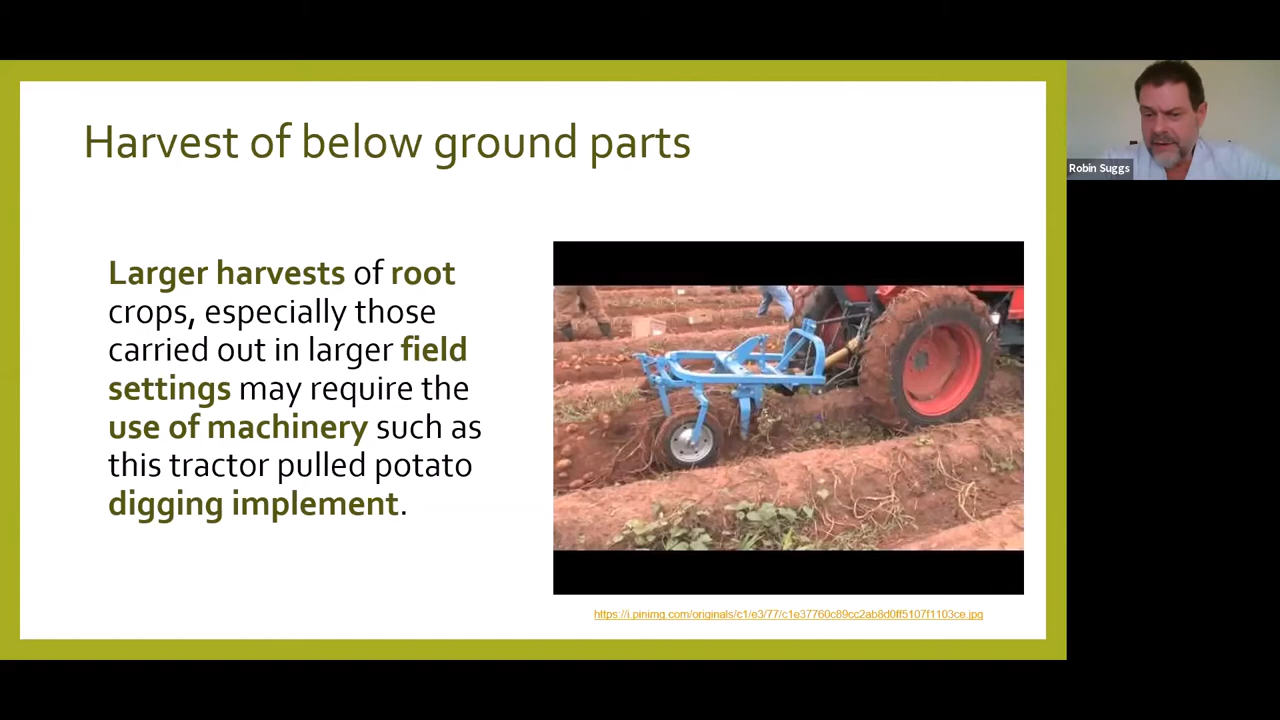 Harvest of below ground parts
Robin Suggs
Larger harvests of root
crops, especially those
carried out in larger field
settings may require the
use of machinery such as
this tractor pulled potato
digging implement.
https://i.pinimg.com/originals/c1/e3/77/c1e37760c89cc2ab8d0ff5107f1103ce.jpg